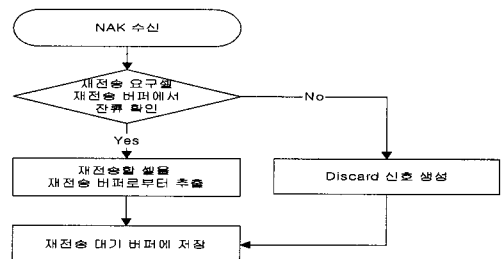 NAK 수신
재전송 요구셀
재전송 버퍼에서
잔류 확인
No
Yes
재전송할 셀을
재전송 버퍼로부터 추출
Discard 신호 생성
재전송 대기 버퍼에 저장